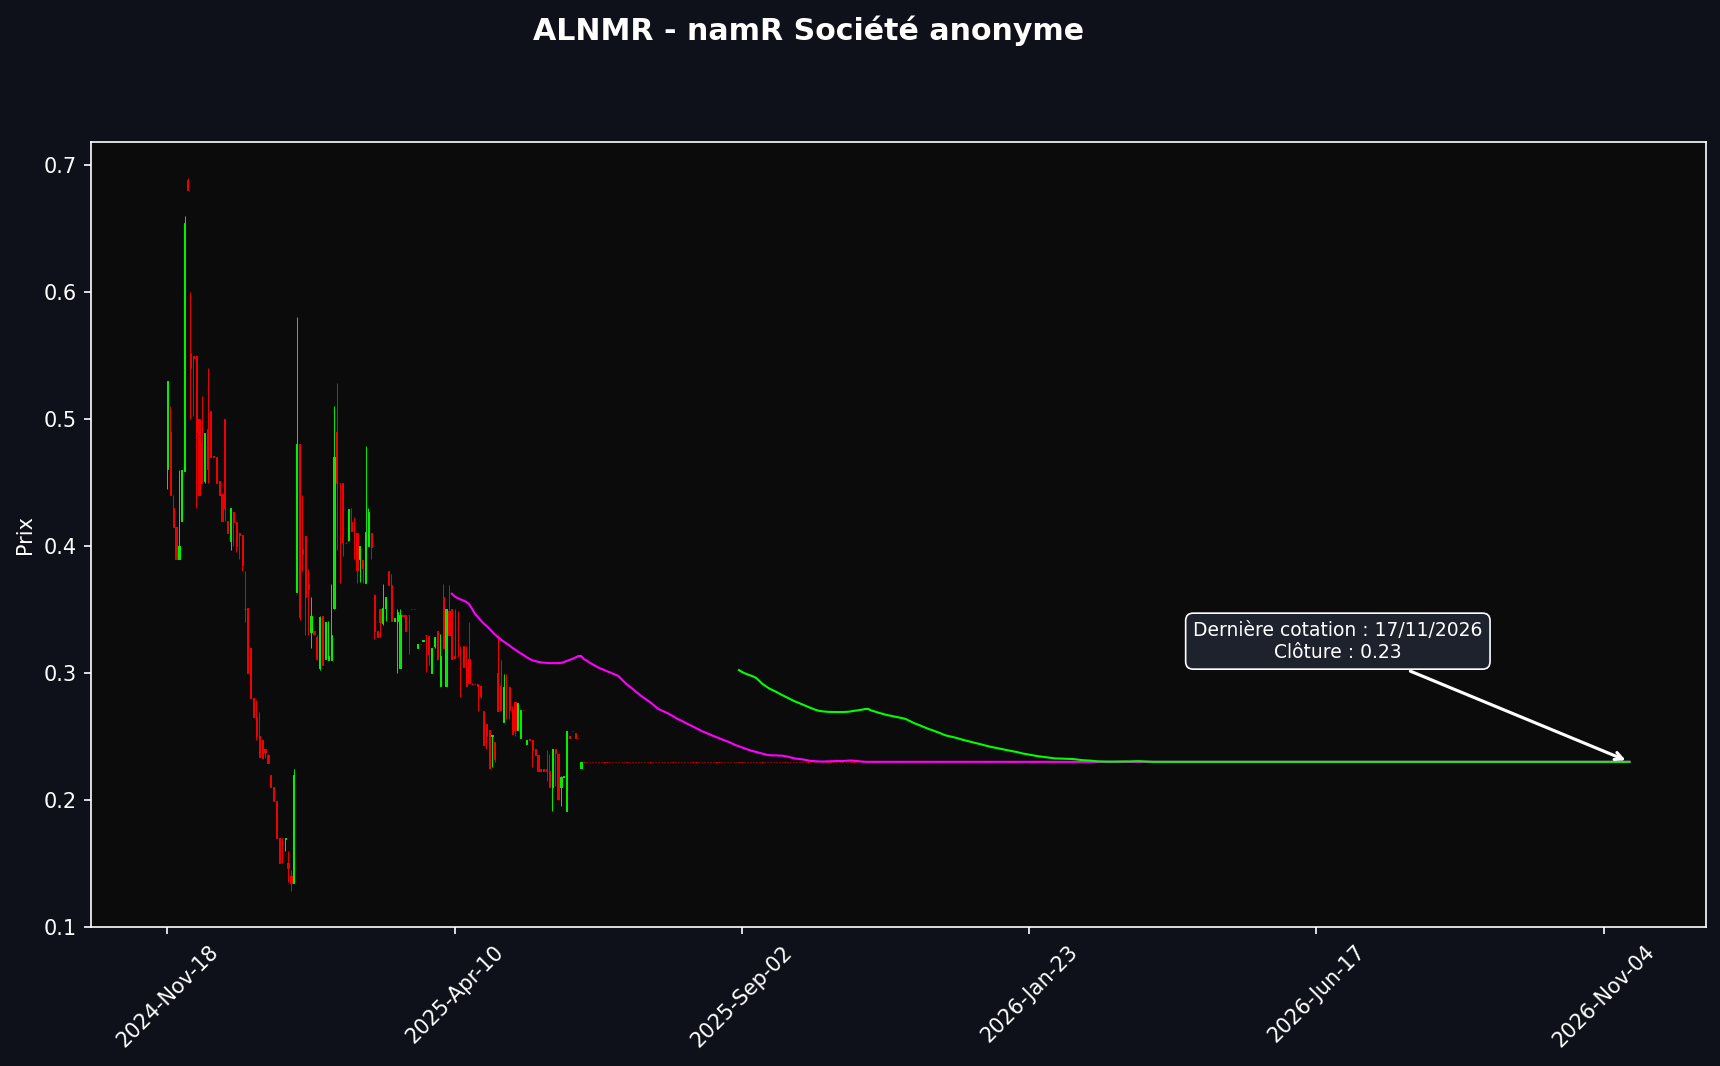 ALNMR - namR Société anonyme
0.7
0.6
0.5
0.4
0.3
0.2
0.1
Prix
Dernière cotation : 17/11/2026
Clôture : 0.23
2024-Nov-18
2025-Apr-10
2025-Sep-02
2026-Jan-23
2026-Jun-17
2026-Nov-04